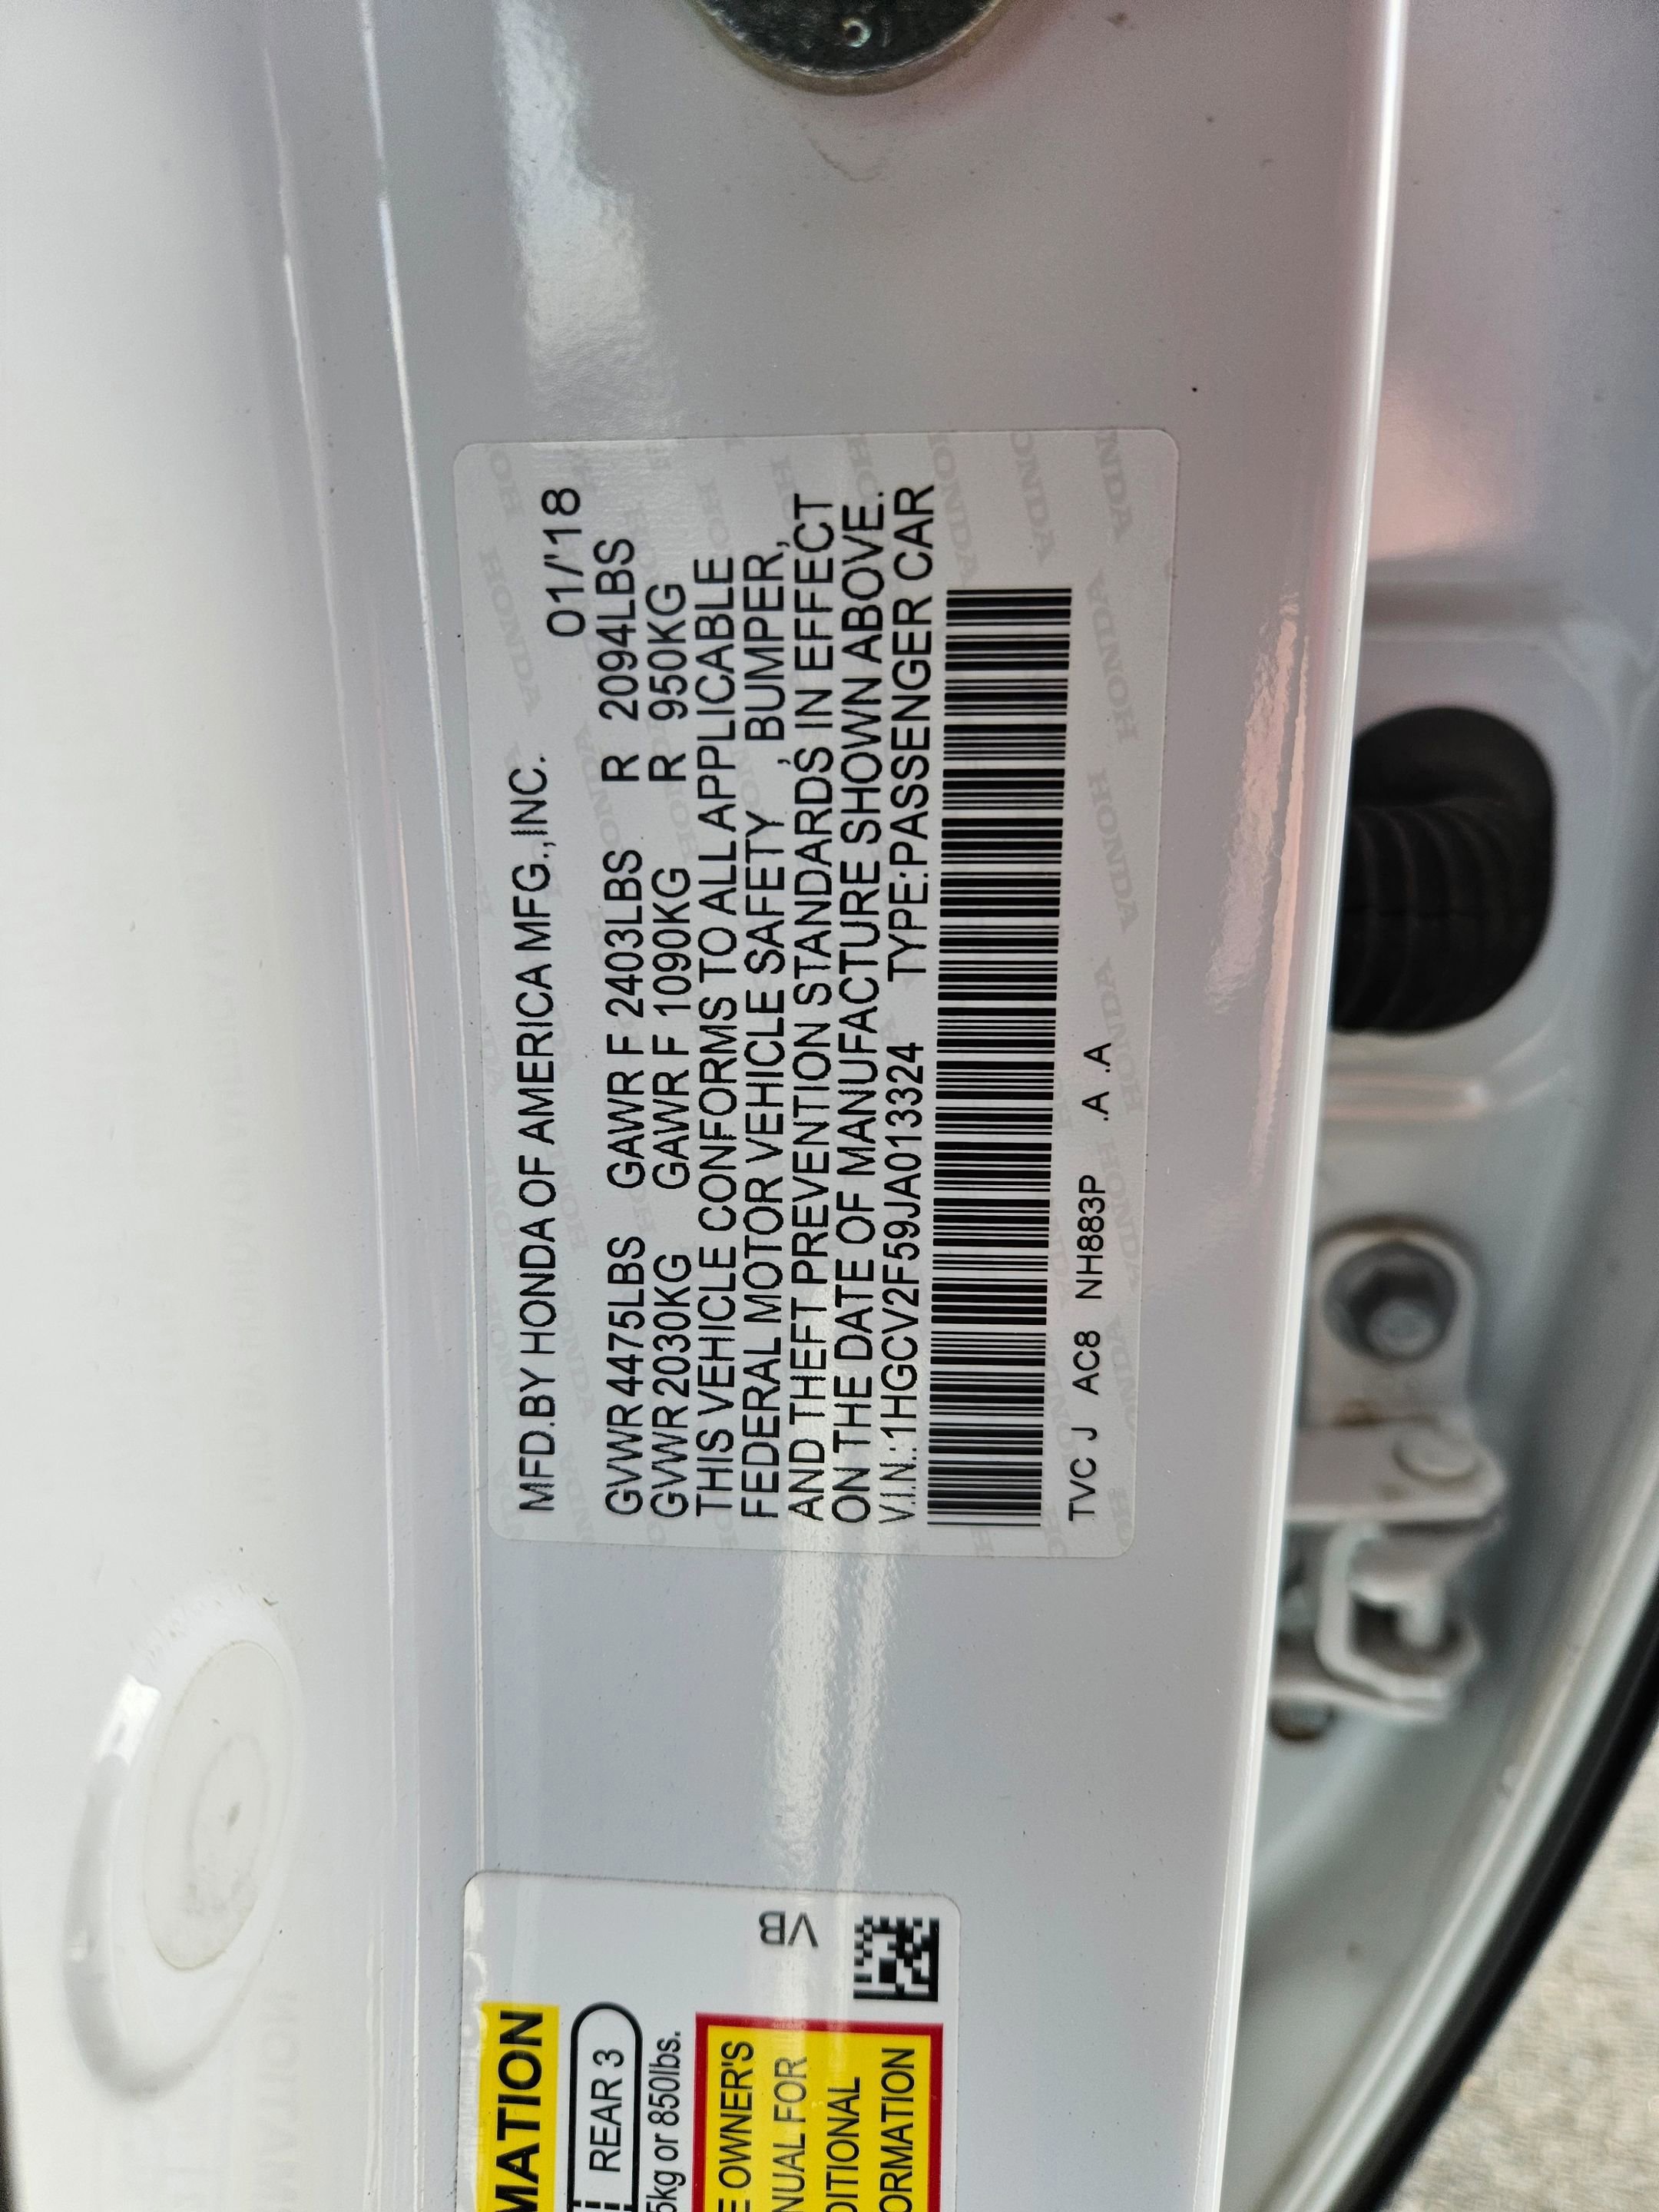 MFD.BY HONDA OF AMERICA MFG.,INC.
01/'18
GVWR 4475LBS GAWR F 2403LBS R 2094LBS
GVWR 2030KG GAWR F 1090KG R 950KG
THIS VEHICLE CONFORMS TO ALL APPLICABLE
FEDERAL MOTOR VEHICLE SAFETY , BUMPER,
AND THEFT PREVENTION STANDARDS IN EFFECT
ON THE DATE OF MANUFACTURE SHOWN ABOVE.
V.I.N.: 1HGCV2F59JA013324 TYPE:PASSENGER CAR
TVC J AC8 NH883P .A .A
MATION
REAR 3
5kg or 850lbs.
E OWNER'S
NUAL FOR
DITIONAL
ORMATION
VB